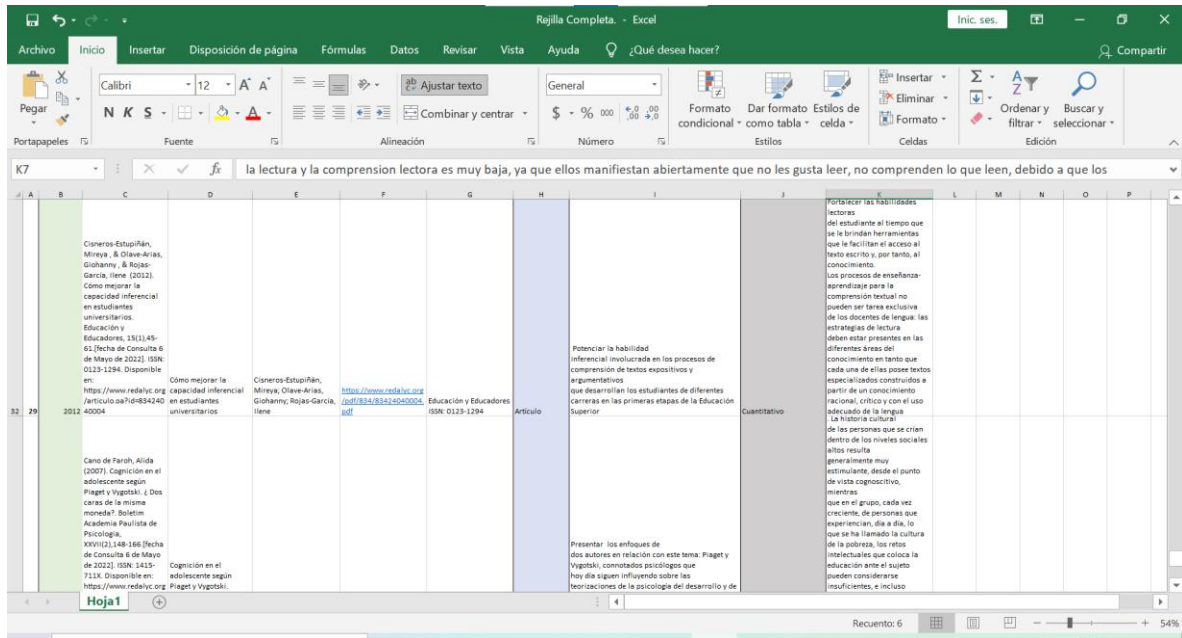 Rejilla Completa. - Excel
Inic. ses.
Archivo Inicio Insertar Disposición de página Fórmulas Datos Revisar Vista Ayuda ¿Qué desea hacer? Compartir
Pegar
Calibri 12 A A
N K S A
ab Ajustar texto
Combinar y centrar
General
$ % 000
Formato condicional
Dar formato como tabla
Estilos de celda
Insertar
Eliminar
Formato
Ordenar y filtrar
Buscar y seleccionar
Portapapeles Fuente Alineación Número Estilos Celdas Edición
K7 fx la lectura y la comprension lectora es muy baja, ya que ellos manifiestan abiertamente que no les gusta leer, no comprenden lo que leen, debido a que los
A B C D E F G H I J K L M N O P
32 29
2012
Cisneros-Estupiñán,
Mireya , & Olave-Arias,
Giohanny , & Rojas-
García, Ilene (2012).
Cómo mejorar la
capacidad inferencial
en estudiantes
universitarios.
Educación y
Educadores, 15(1),45-
61.[fecha de Consulta 6
de Mayo de 2022]. ISSN:
0123-1294. Disponible
en:
https://www.redalyc.org
/articulo.oa?id=834240
40004
Cómo mejorar la
capacidad inferencial
en estudiantes
universitarios
Cisneros-Estupiñán,
Mireya; Olave-Arias,
Giohanny; Rojas-García,
Ilene
https://www.redalyc.org
/pdf/834/83424040004.
pdf
Educación y Educadores
ISSN: 0123-1294
Artículo
Potenciar la habilidad
inferencial involucrada en los procesos de
comprensión de textos expositivos y
argumentativos
que desarrollan los estudiantes de diferentes
carreras en las primeras etapas de la Educación
Superior
Cuantitativo
Fortalecer las habilidades
lectoras
del estudiante al tiempo que
se le brindan herramientas
que le facilitan el acceso al
texto escrito y, por tanto, al
conocimiento.
Los procesos de enseñanza-
aprendizaje para la
comprensión textual no
pueden ser tarea exclusiva
de los docentes de lengua: las
estrategias de lectura
deben estar presentes en las
diferentes áreas del
conocimiento en tanto que
cada una de ellas posee textos
especializados construidos a
partir de un conocimiento
racional, crítico y con el uso
adecuado de la lengua
Cano de Faroh, Alida
(2007). Cognición en el
adolescente según
Piaget y Vygotski. ¿ Dos
caras de la misma
moneda?. Boletim
Academia Paulista de
Psicologia,
XXVII(2),148-166.[fecha
de Consulta 6 de Mayo
de 2022]. ISSN: 1415-
711X. Disponible en:
https://www.redalyc.org
Cognición en el
adolescente según
Piaget y Vygotski.
Presentar los enfoques de
dos autores en relación con este tema: Piaget y
Vygotski, connotados psicólogos que
hoy día siguen influyendo sobre las
teorizaciones de la psicología del desarrollo y de
. La historia cultural
de las personas que se crían
dentro de los niveles sociales
altos resulta
generalmente muy
estimulante, desde el punto
de vista cognoscitivo,
mientras
que en el grupo, cada vez
creciente, de personas que
experiencian, día a día, lo
que se ha llamado la cultura
de la pobreza, los retos
intelectuales que coloca la
educación ante el sujeto
pueden considerarse
insuficientes, e incluso
Hoja1
Recuento: 6
54%